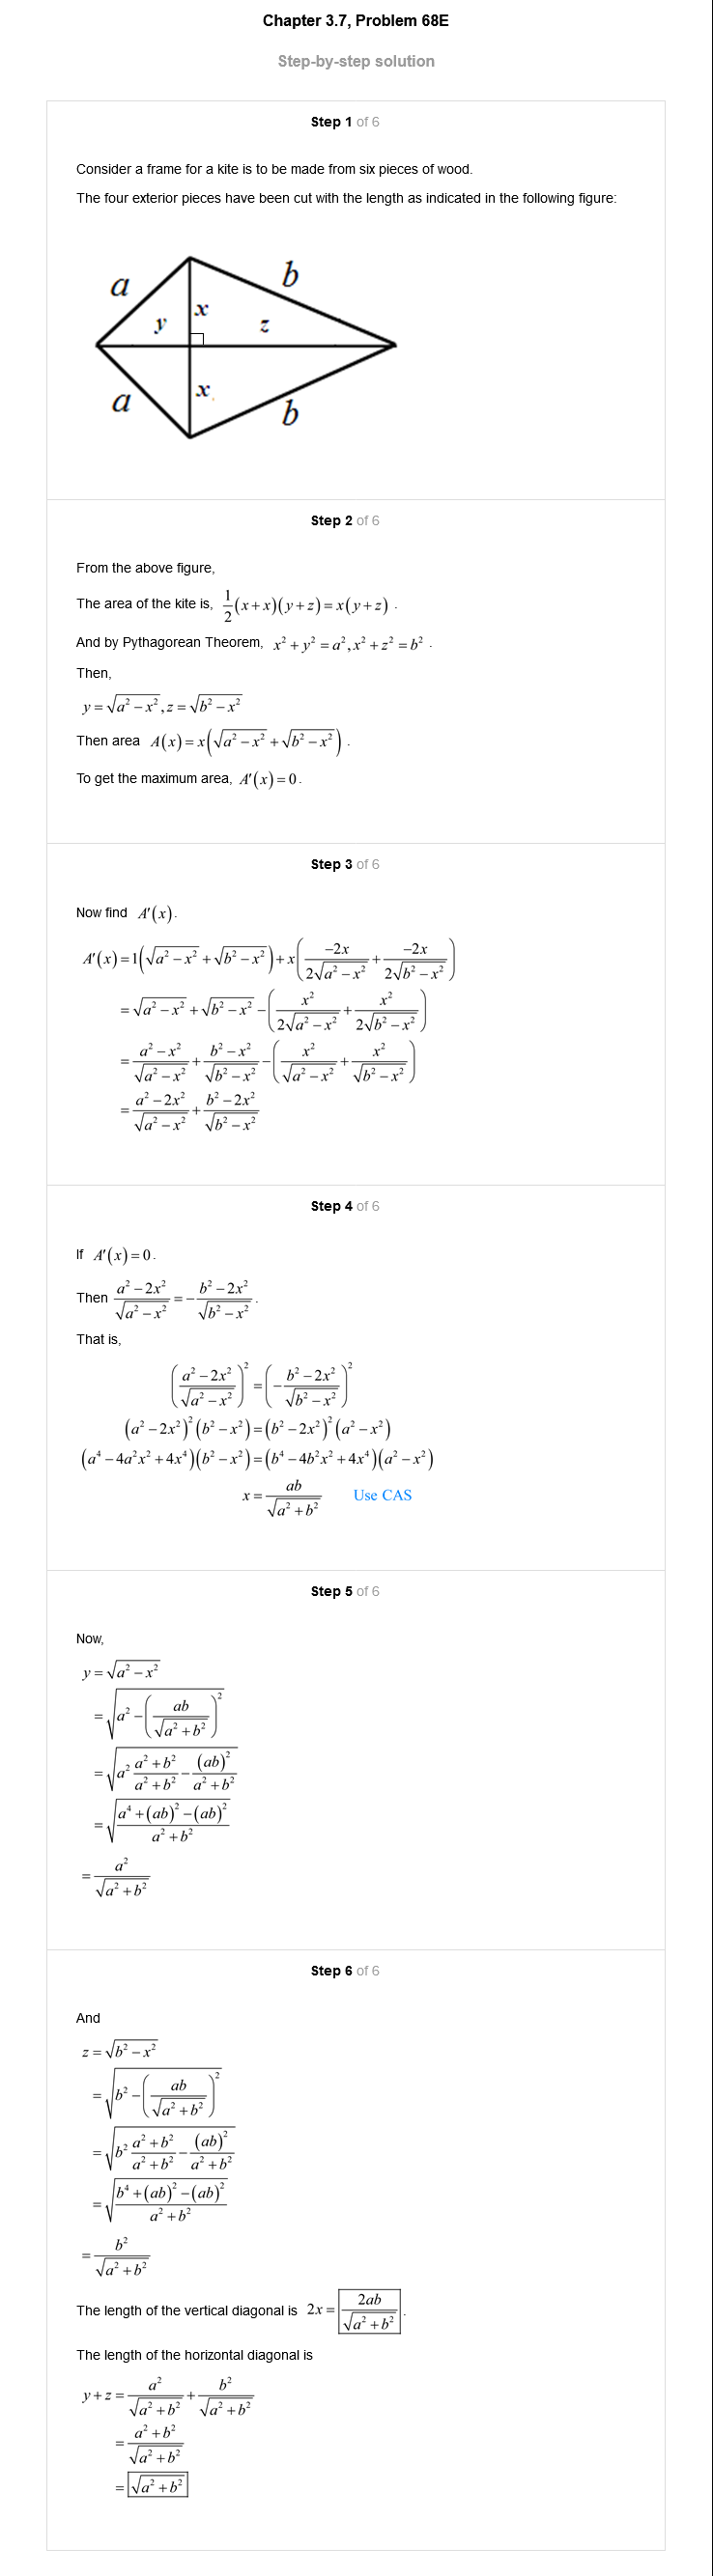 Chapter 3.7, Problem 68E
Step-by-step solution
Step 1 of 6
Consider a frame for a kite is to be made from six pieces of wood.
The four exterior pieces have been cut with the length as indicated in the following figure:
a
b
x
y
z
x
a
b
Step 2 of 6
From the above figure,
The area of the kite is, $\frac{1}{2}(x+x)(y+z)=x(y+z)$ .
And by Pythagorean Theorem, $x^2+y^2=a^2, x^2+z^2=b^2$ .
Then,
$y=\sqrt{a^2-x^2}, z=\sqrt{b^2-x^2}$
Then area $A(x)=x\left(\sqrt{a^2-x^2}+\sqrt{b^2-x^2}\right)$ .
To get the maximum area, $A'(x)=0$.
Step 3 of 6
Now find $A'(x)$.
$A'(x)=1\left(\sqrt{a^2-x^2}+\sqrt{b^2-x^2}\right)+x\left(\frac{-2x}{2\sqrt{a^2-x^2}}+\frac{-2x}{2\sqrt{b^2-x^2}}\right)$
$=\sqrt{a^2-x^2}+\sqrt{b^2-x^2}-\left(\frac{x^2}{2\sqrt{a^2-x^2}}+\frac{x^2}{2\sqrt{b^2-x^2}}\right)$
$=\frac{a^2-x^2}{\sqrt{a^2-x^2}}+\frac{b^2-x^2}{\sqrt{b^2-x^2}}-\left(\frac{x^2}{\sqrt{a^2-x^2}}+\frac{x^2}{\sqrt{b^2-x^2}}\right)$
$=\frac{a^2-2x^2}{\sqrt{a^2-x^2}}+\frac{b^2-2x^2}{\sqrt{b^2-x^2}}$
Step 4 of 6
If $A'(x)=0$.
Then $\frac{a^2-2x^2}{\sqrt{a^2-x^2}}=-\frac{b^2-2x^2}{\sqrt{b^2-x^2}}$ .
That is,
$\left(\frac{a^2-2x^2}{\sqrt{a^2-x^2}}\right)^2=\left(-\frac{b^2-2x^2}{\sqrt{b^2-x^2}}\right)^2$
$(a^2-2x^2)^2(b^2-x^2)=(b^2-2x^2)^2(a^2-x^2)$
$(a^4-4a^2x^2+4x^4)(b^2-x^2)=(b^4-4b^2x^2+4x^4)(a^2-x^2)$
$x=\frac{ab}{\sqrt{a^2+b^2}}$ Use CAS
Step 5 of 6
Now,
$y=\sqrt{a^2-x^2}$
$=\sqrt{a^2-\left(\frac{ab}{\sqrt{a^2+b^2}}\right)^2}$
$=\sqrt{a^2\frac{a^2+b^2}{a^2+b^2}-\frac{(ab)^2}{a^2+b^2}}$
$=\sqrt{\frac{a^4+(ab)^2-(ab)^2}{a^2+b^2}}$
$=\frac{a^2}{\sqrt{a^2+b^2}}$
Step 6 of 6
And
$z=\sqrt{b^2-x^2}$
$=\sqrt{b^2-\left(\frac{ab}{\sqrt{a^2+b^2}}\right)^2}$
$=\sqrt{b^2\frac{a^2+b^2}{a^2+b^2}-\frac{(ab)^2}{a^2+b^2}}$
$=\sqrt{\frac{b^4+(ab)^2-(ab)^2}{a^2+b^2}}$
$=\frac{b^2}{\sqrt{a^2+b^2}}$
The length of the vertical diagonal is $2x=\boxed{\frac{2ab}{\sqrt{a^2+b^2}}}$.
The length of the horizontal diagonal is
$y+z=\frac{a^2}{\sqrt{a^2+b^2}}+\frac{b^2}{\sqrt{a^2+b^2}}$
$=\frac{a^2+b^2}{\sqrt{a^2+b^2}}$
$=\boxed{\sqrt{a^2+b^2}}$